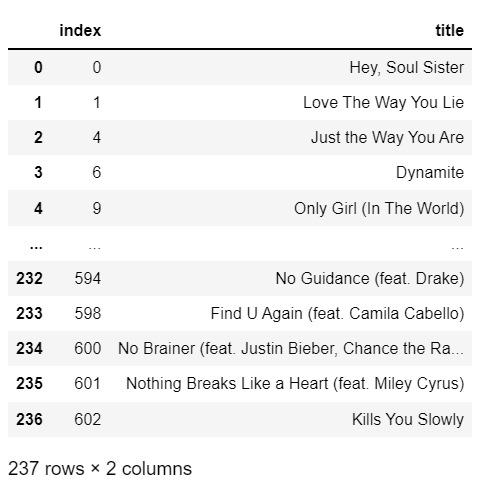 index title
0 0 Hey, Soul Sister
1 1 Love The Way You Lie
2 4 Just the Way You Are
3 6 Dynamite
4 9 Only Girl (In The World)
... ... ...
232 594 No Guidance (feat. Drake)
233 598 Find U Again (feat. Camila Cabello)
234 600 No Brainer (feat. Justin Bieber, Chance the Ra...
235 601 Nothing Breaks Like a Heart (feat. Miley Cyrus)
236 602 Kills You Slowly
237 rows × 2 columns